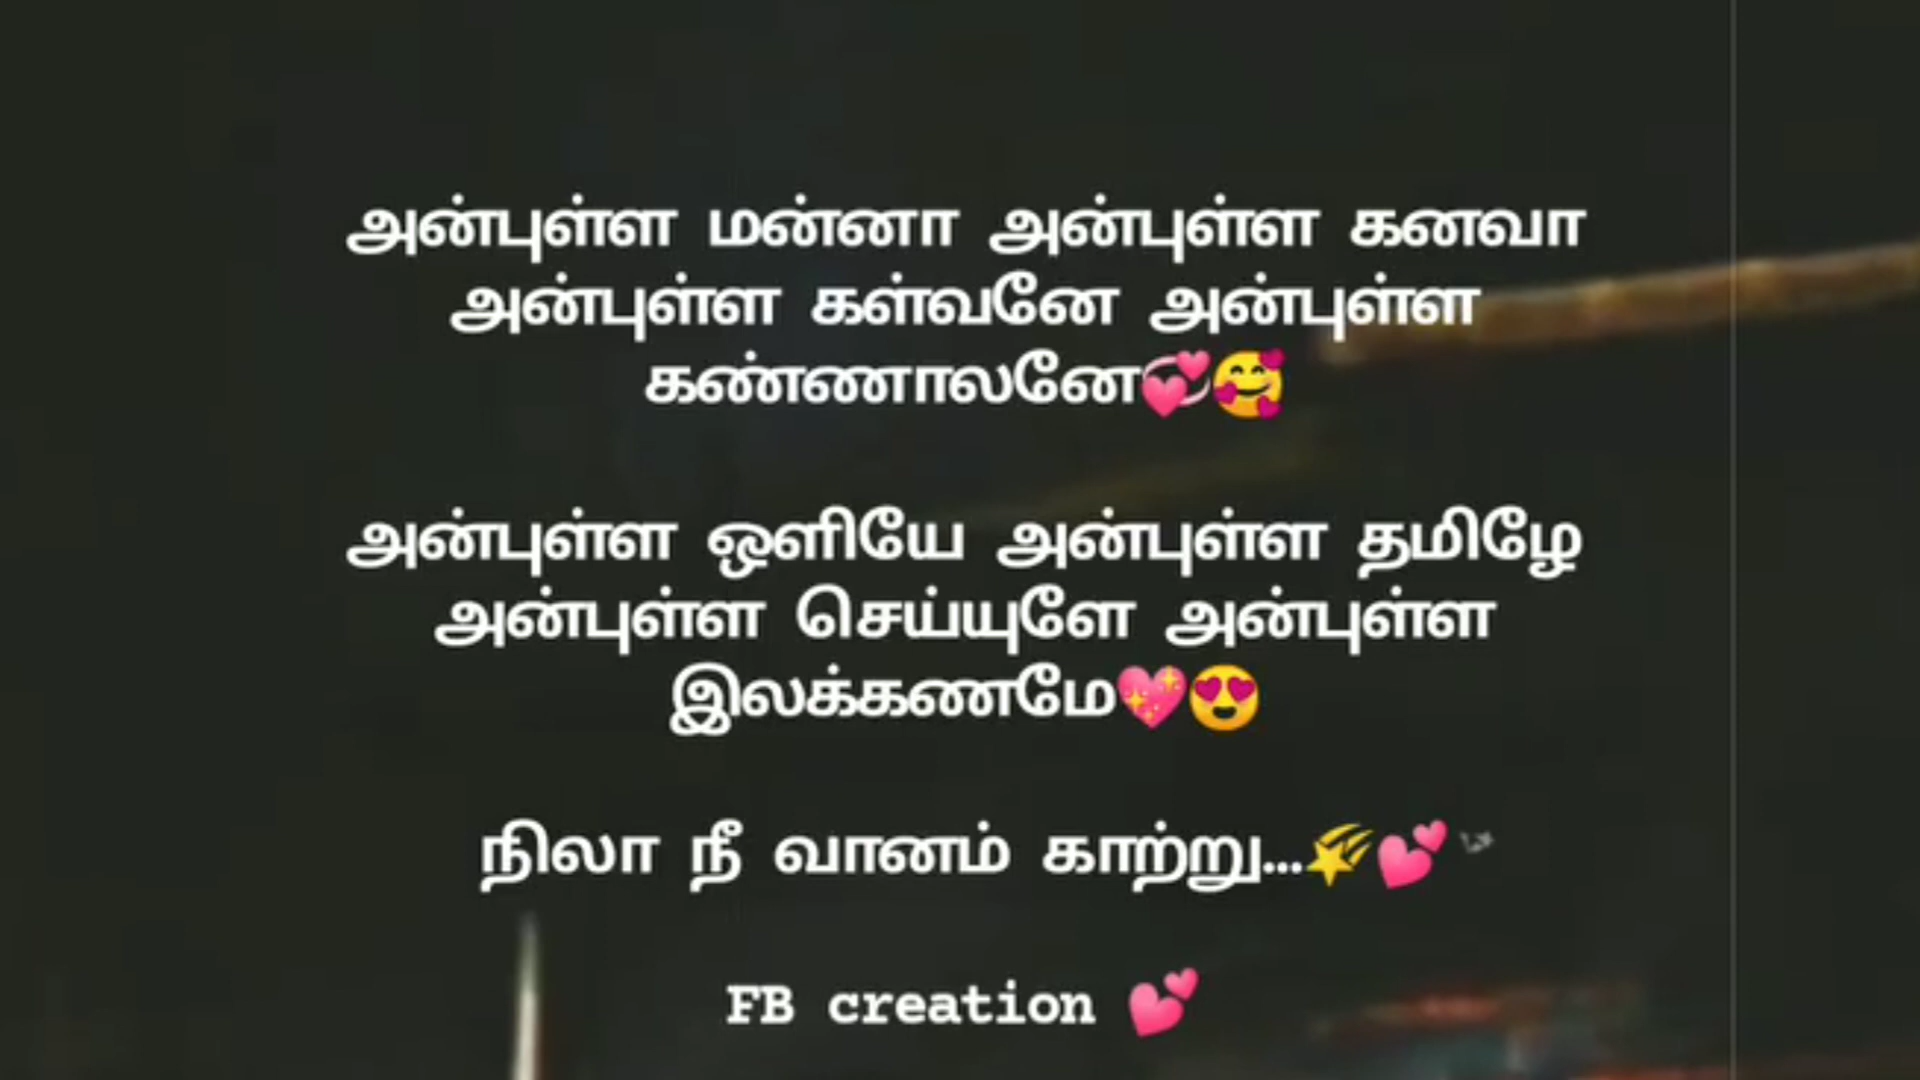 அன்புள்ள மன்னா அன்புள்ள கனவா
அன்புள்ள கள்வனே அன்புள்ள
கண்ணாலனே💞🥰
அன்புள்ள ஒளியே அன்புள்ள தமிழே
அன்புள்ள செய்யுளே அன்புள்ள
இலக்கணமே💖😍
நிலா நீ வானம் காற்று...🌠💕
FB creation 💕